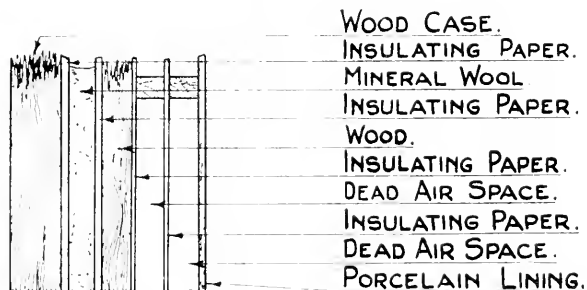 WOOD CASE.
INSULATING PAPER.
MINERAL WOOL
INSULATING PAPER.
WOOD.
INSULATING PAPER.
DEAD AIR SPACE.
INSULATING PAPER.
DEAD AIR SPACE.
PORCELAIN LINING.